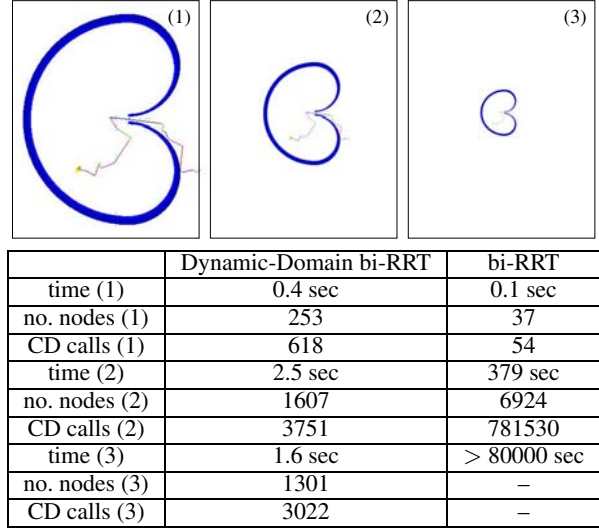 (1) (2) (3)
Dynamic-Domain bi-RRT bi-RRT
time (1) 0.4 sec 0.1 sec
no. nodes (1) 253 37
CD calls (1) 618 54
time (2) 2.5 sec 379 sec
no. nodes (2) 1607 6924
CD calls (2) 3751 781530
time (3) 1.6 sec > 80000 sec
no. nodes (3) 1301 –
CD calls (3) 3022 –